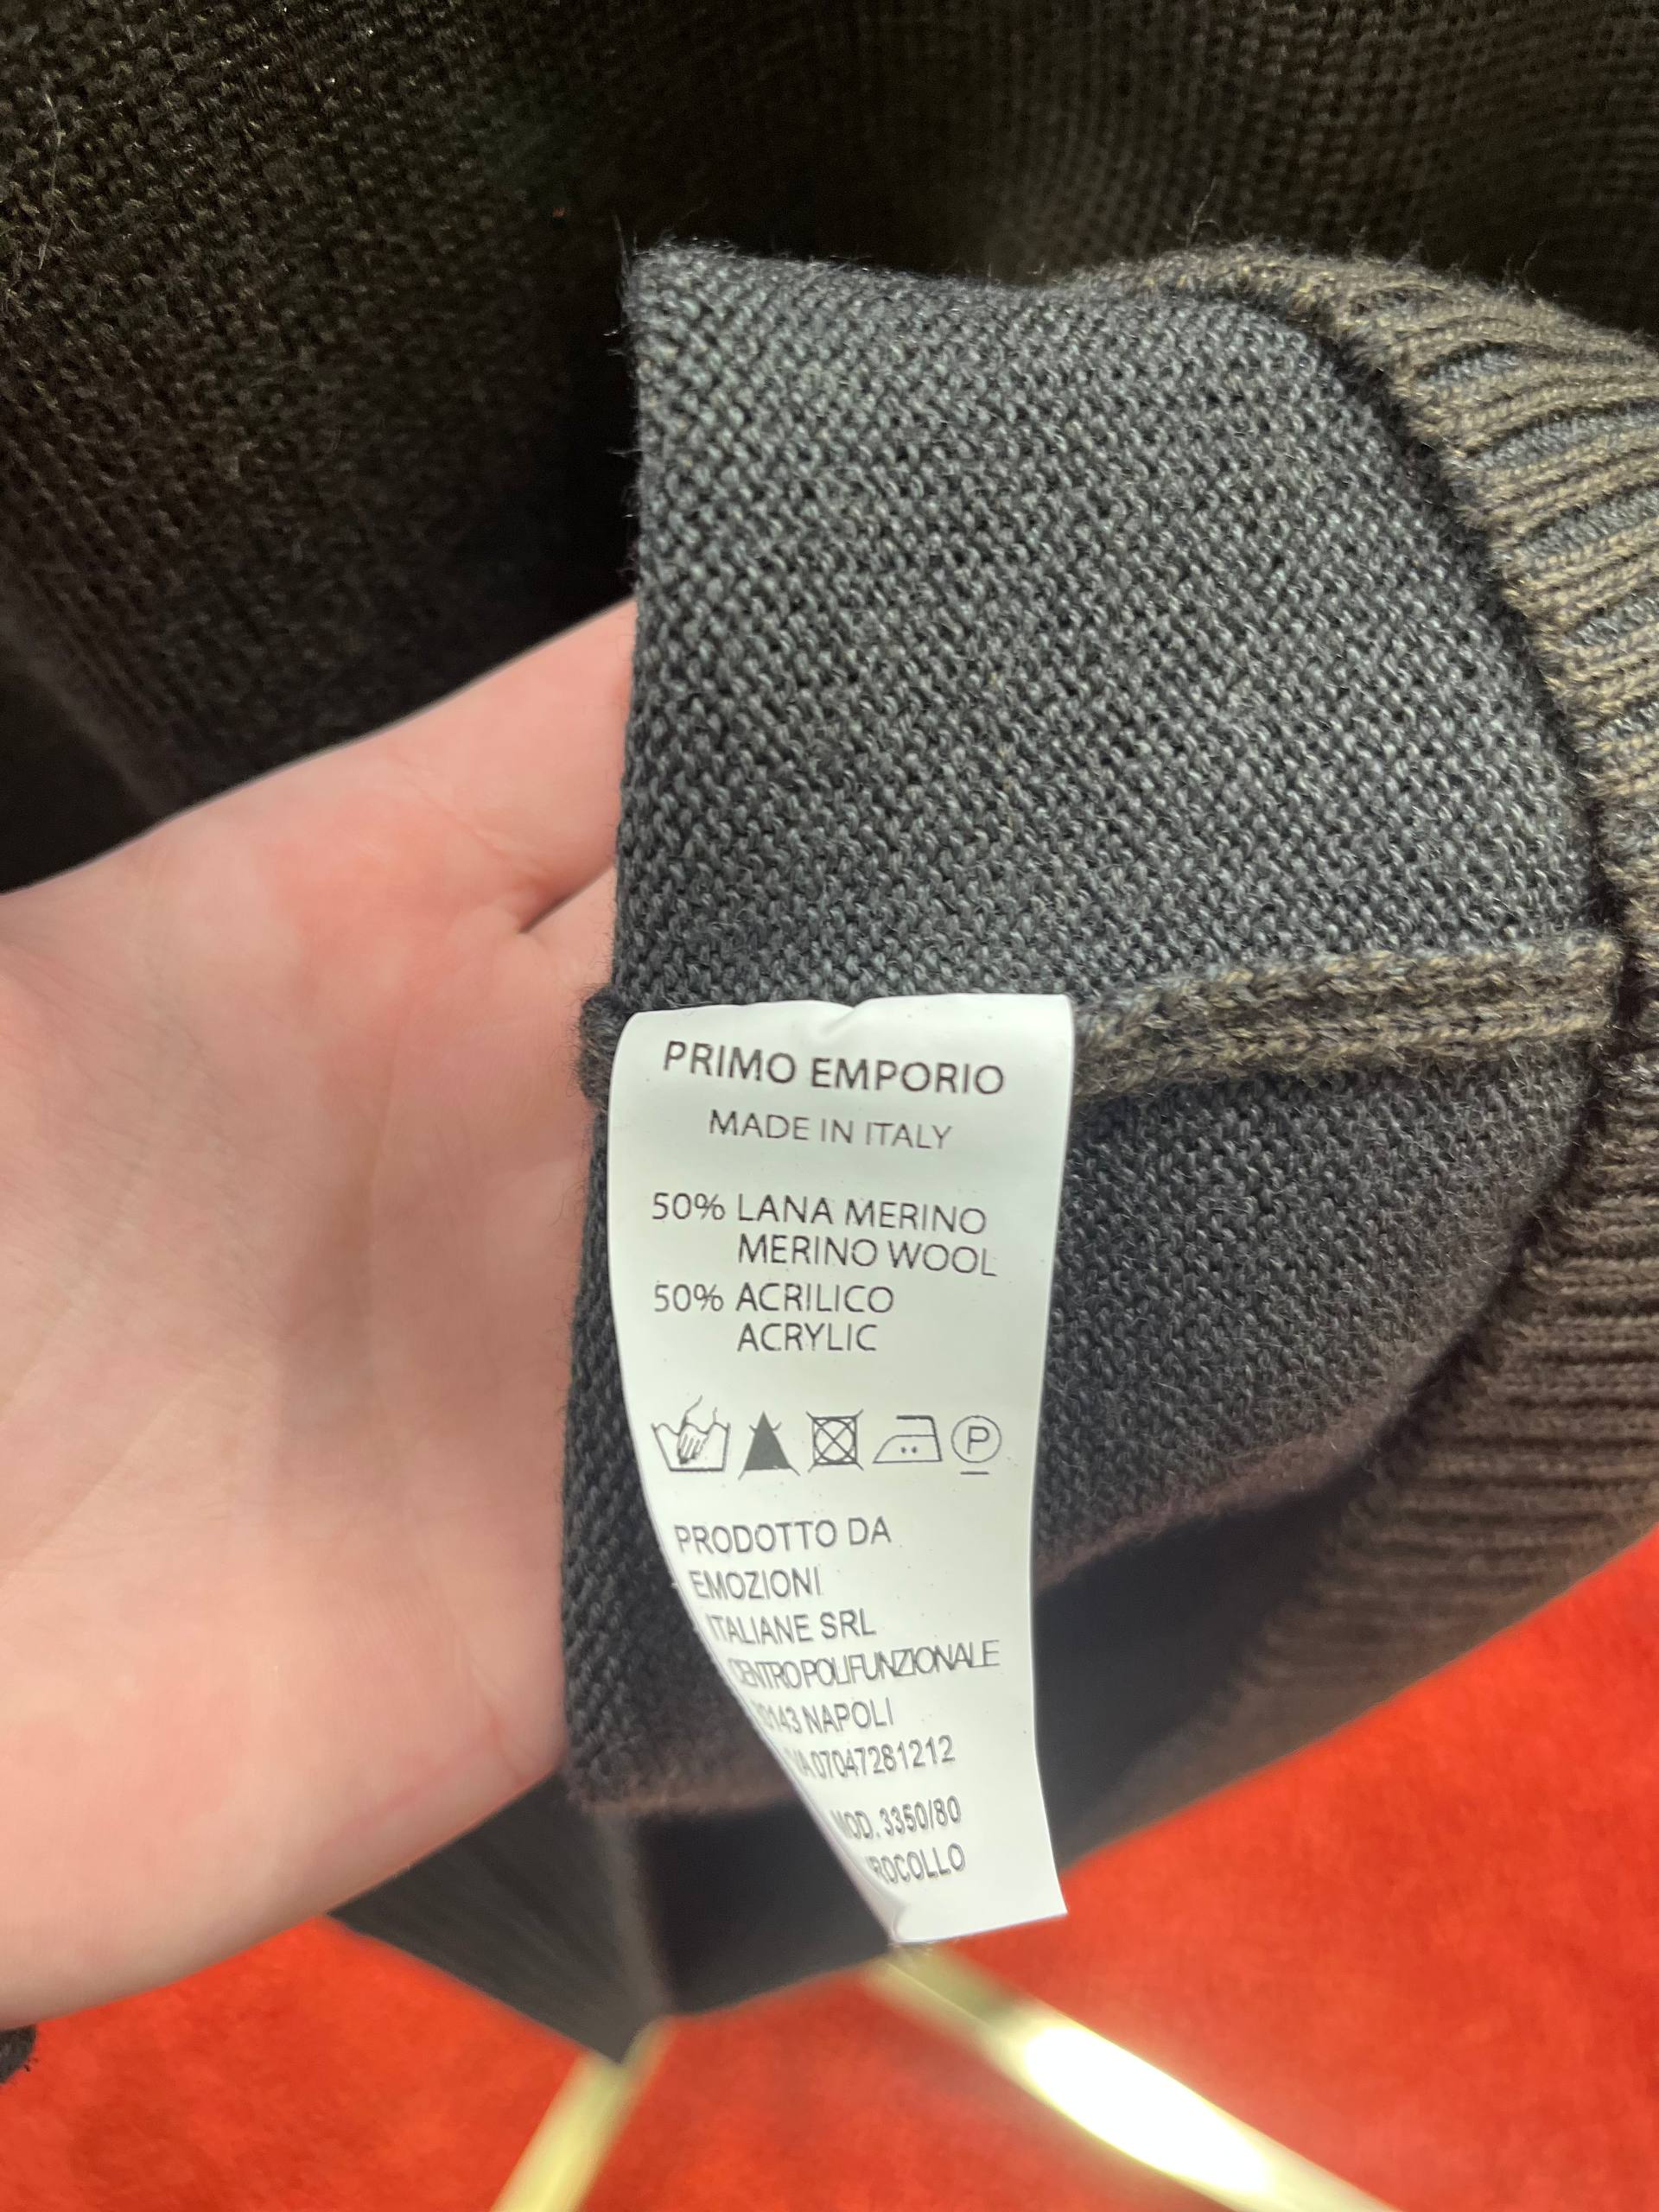 PRIMO EMPORIO
MADE IN ITALY
50% LANA MERINO
MERINO WOOL
50% ACRILICO
ACRYLIC
P
PRODOTTO DA
EMOZIONI
ITALIANE SRL
CENTRO POLIFUNZIONALE
NAPOLI
07047281212
MOD. 3350/80